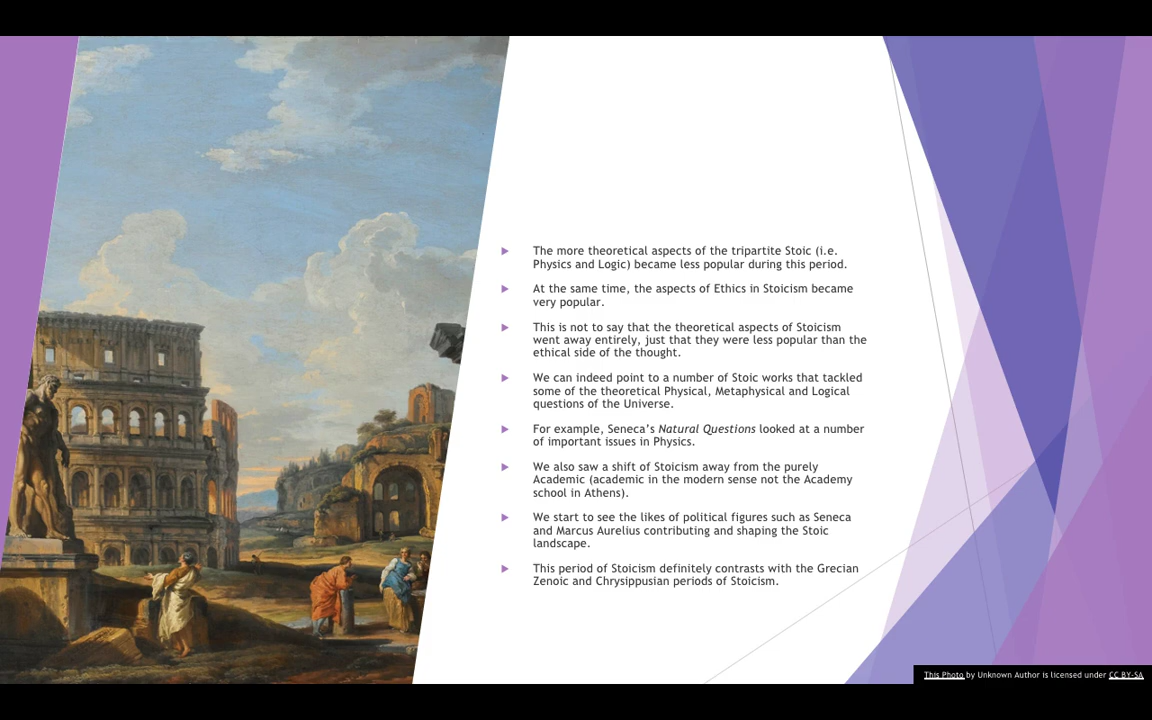 The more theoretical aspects of the tripartite Stoic (i.e.
Physics and Logic) became less popular during this period.
At the same time, the aspects of Ethics in Stoicism became
very popular.
This is not to say that the theoretical aspects of Stoicism
went away entirely, just that they were less popular than the
ethical side of the thought.
We can indeed point to a number of Stoic works that tackled
some of the theoretical Physical, Metaphysical and Logical
questions of the Universe.
For example, Seneca’s Natural Questions looked at a number
of important issues in Physics.
We also saw a shift of Stoicism away from the purely
Academic (academic in the modern sense not the Academy
school in Athens).
We start to see the likes of political figures such as Seneca
and Marcus Aurelius contributing and shaping the Stoic
landscape.
This period of Stoicism definitely contrasts with the Grecian
Zenoic and Chrysippusian periods of Stoicism.
This Photo by Unknown Author is licensed under CC BY-SA